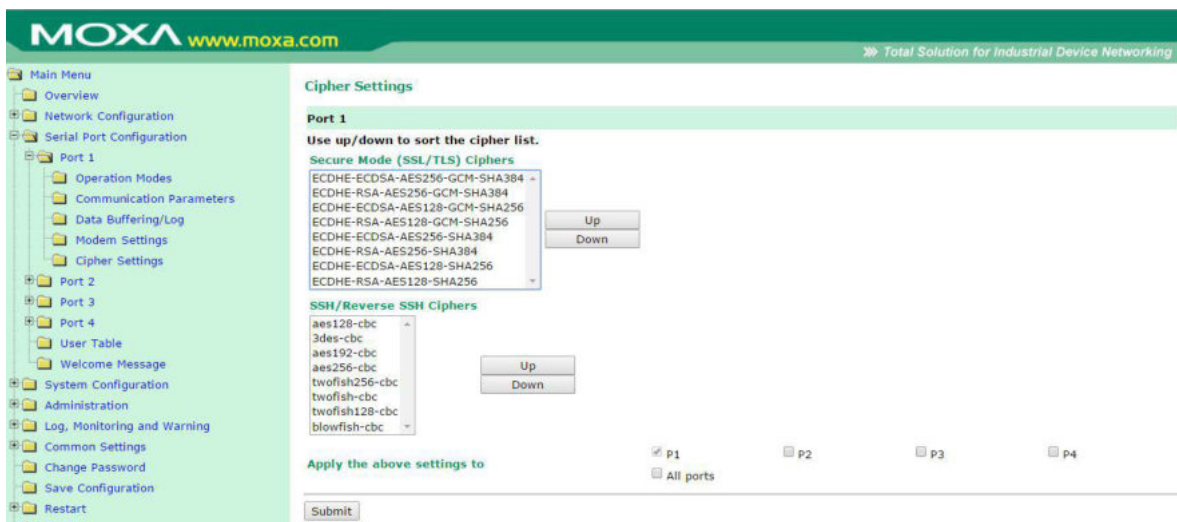 MOXA www.moxa.com
Total Solution for Industrial Device Networking
Main Menu
Overview
Network Configuration
Serial Port Configuration
Port 1
Operation Modes
Communication Parameters
Data Buffering/Log
Modem Settings
Cipher Settings
Port 2
Port 3
Port 4
User Table
Welcome Message
System Configuration
Administration
Log, Monitoring and Warning
Common Settings
Change Password
Save Configuration
Restart
Cipher Settings
Port 1
Use up/down to sort the cipher list.
Secure Mode (SSL/TLS) Ciphers
ECDHE-ECDSA-AES256-GCM-SHA384
ECDHE-RSA-AES256-GCM-SHA384
ECDHE-ECDSA-AES128-GCM-SHA256
ECDHE-RSA-AES128-GCM-SHA256
ECDHE-ECDSA-AES256-SHA384
ECDHE-RSA-AES256-SHA384
ECDHE-ECDSA-AES128-SHA256
ECDHE-RSA-AES128-SHA256
Up
Down
SSH/Reverse SSH Ciphers
aes128-cbc
3des-cbc
aes192-cbc
aes256-cbc
twofish256-cbc
twofish-cbc
twofish128-cbc
blowfish-cbc
Up
Down
Apply the above settings to
P1 P2 P3 P4
All ports
Submit